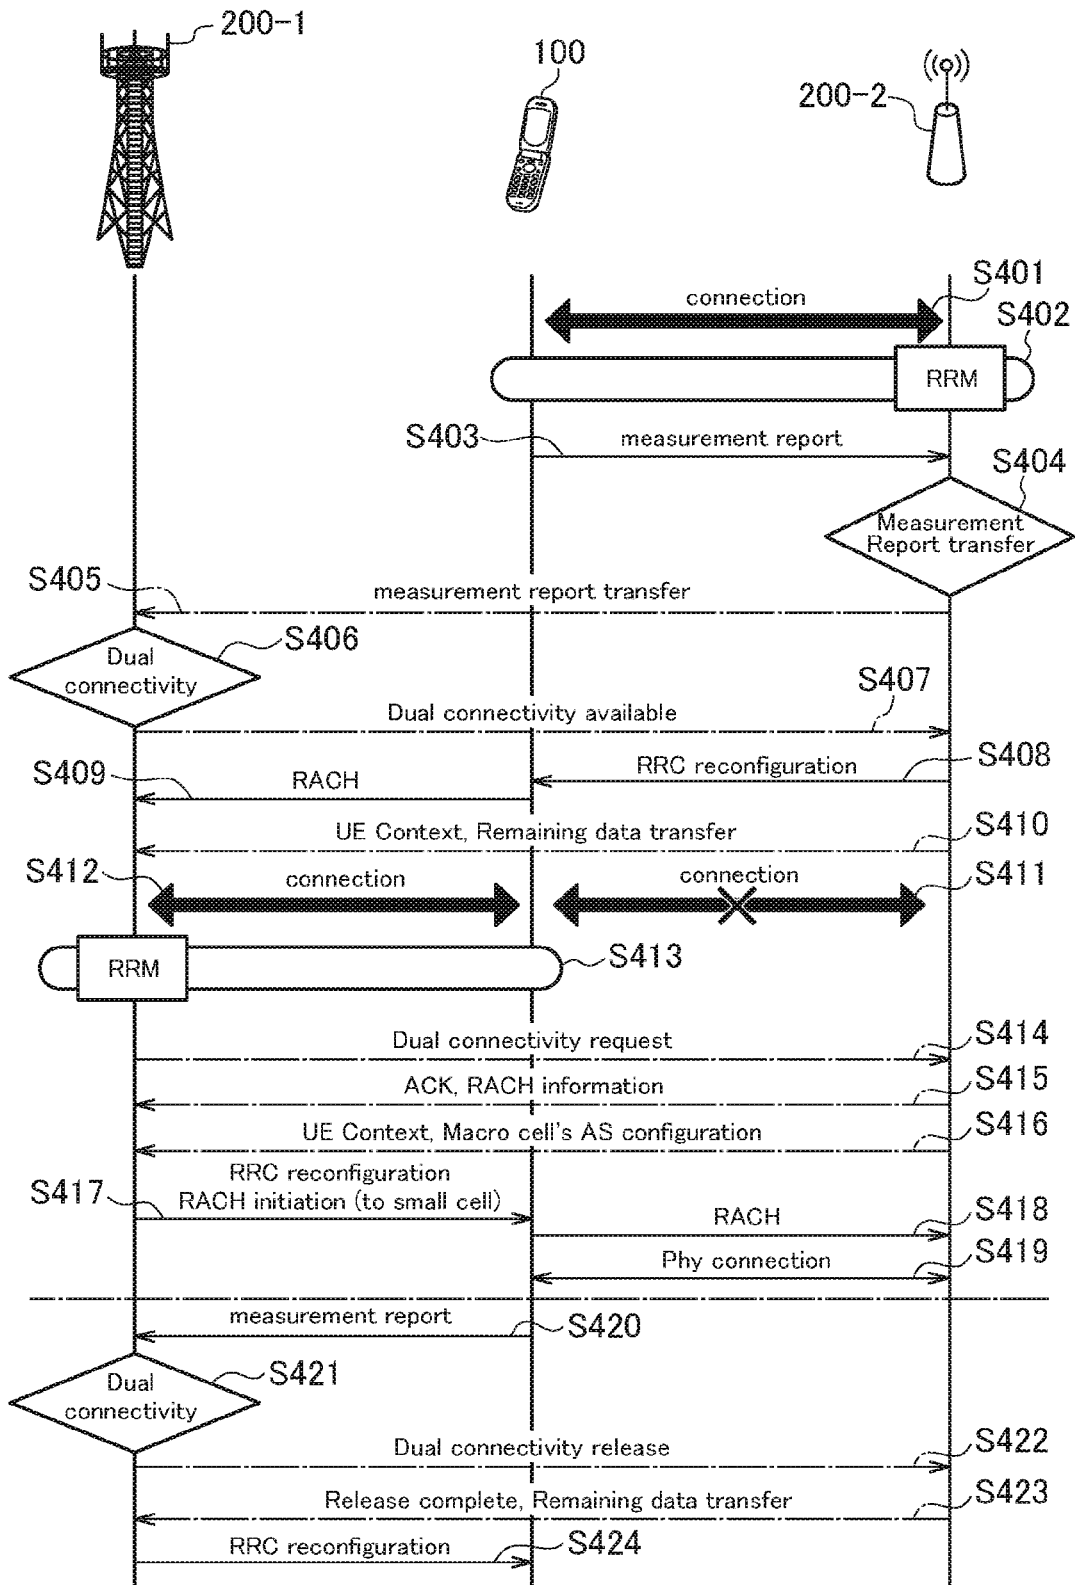 200-1
100
200-2
S401
connection
S402
RRM
S403
measurement report
S404
Measurement
Report transfer
S405
measurement report transfer
S406
Dual
connectivity
S407
Dual connectivity available
S408
RRC reconfiguration
S409
RACH
S410
UE Context, Remaining data transfer
S412
connection
connection
S411
RRM
S413
Dual connectivity request
S414
ACK, RACH information
S415
UE Context, Macro cell's AS configuration
S416
RRC reconfiguration
S417
RACH initiation (to small cell)
RACH
S418
Phy connection
S419
measurement report
S420
Dual
connectivity
S421
Dual connectivity release
S422
Release complete, Remaining data transfer
S423
RRC reconfiguration
S424